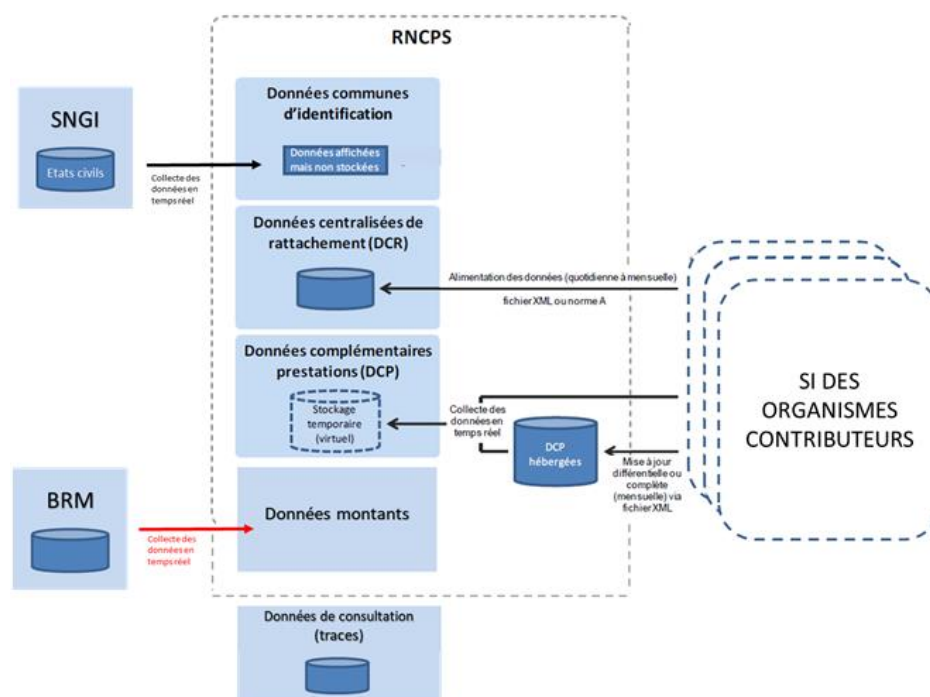 RNCPS
SNGI
Etats civils
Collecte des
données en
temps réel
Données communes
d'identification
Données affichées
mais non stockées
Données centralisées de
rattachement (DCR)
Alimentation des données (quotidienne à mensuelle)
fichier XML ou norme A
Données complémentaires
prestations (DCP)
Stockage
temporaire
(virtuel)
Collecte des
données en
temps réel
DCP
hébergées
Mise à jour
différentielle ou
complète
(mensuelle) via
fichier XML
SI DES
ORGANISMES
CONTRIBUTEURS
BRM
Collecte des
données en
temps réel
Données montants
Données de consultation
(traces)